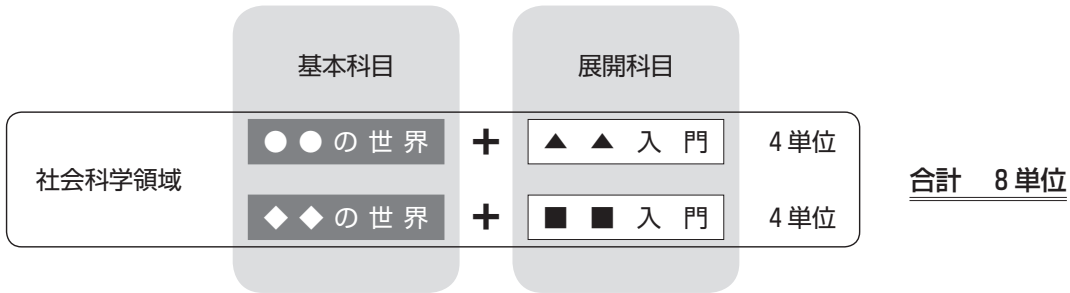 基本科目 展開科目
●●の世界 + ▲▲入門 4単位
社会科学領域
合計 8単位
◆◆の世界 + ■■入門 4単位